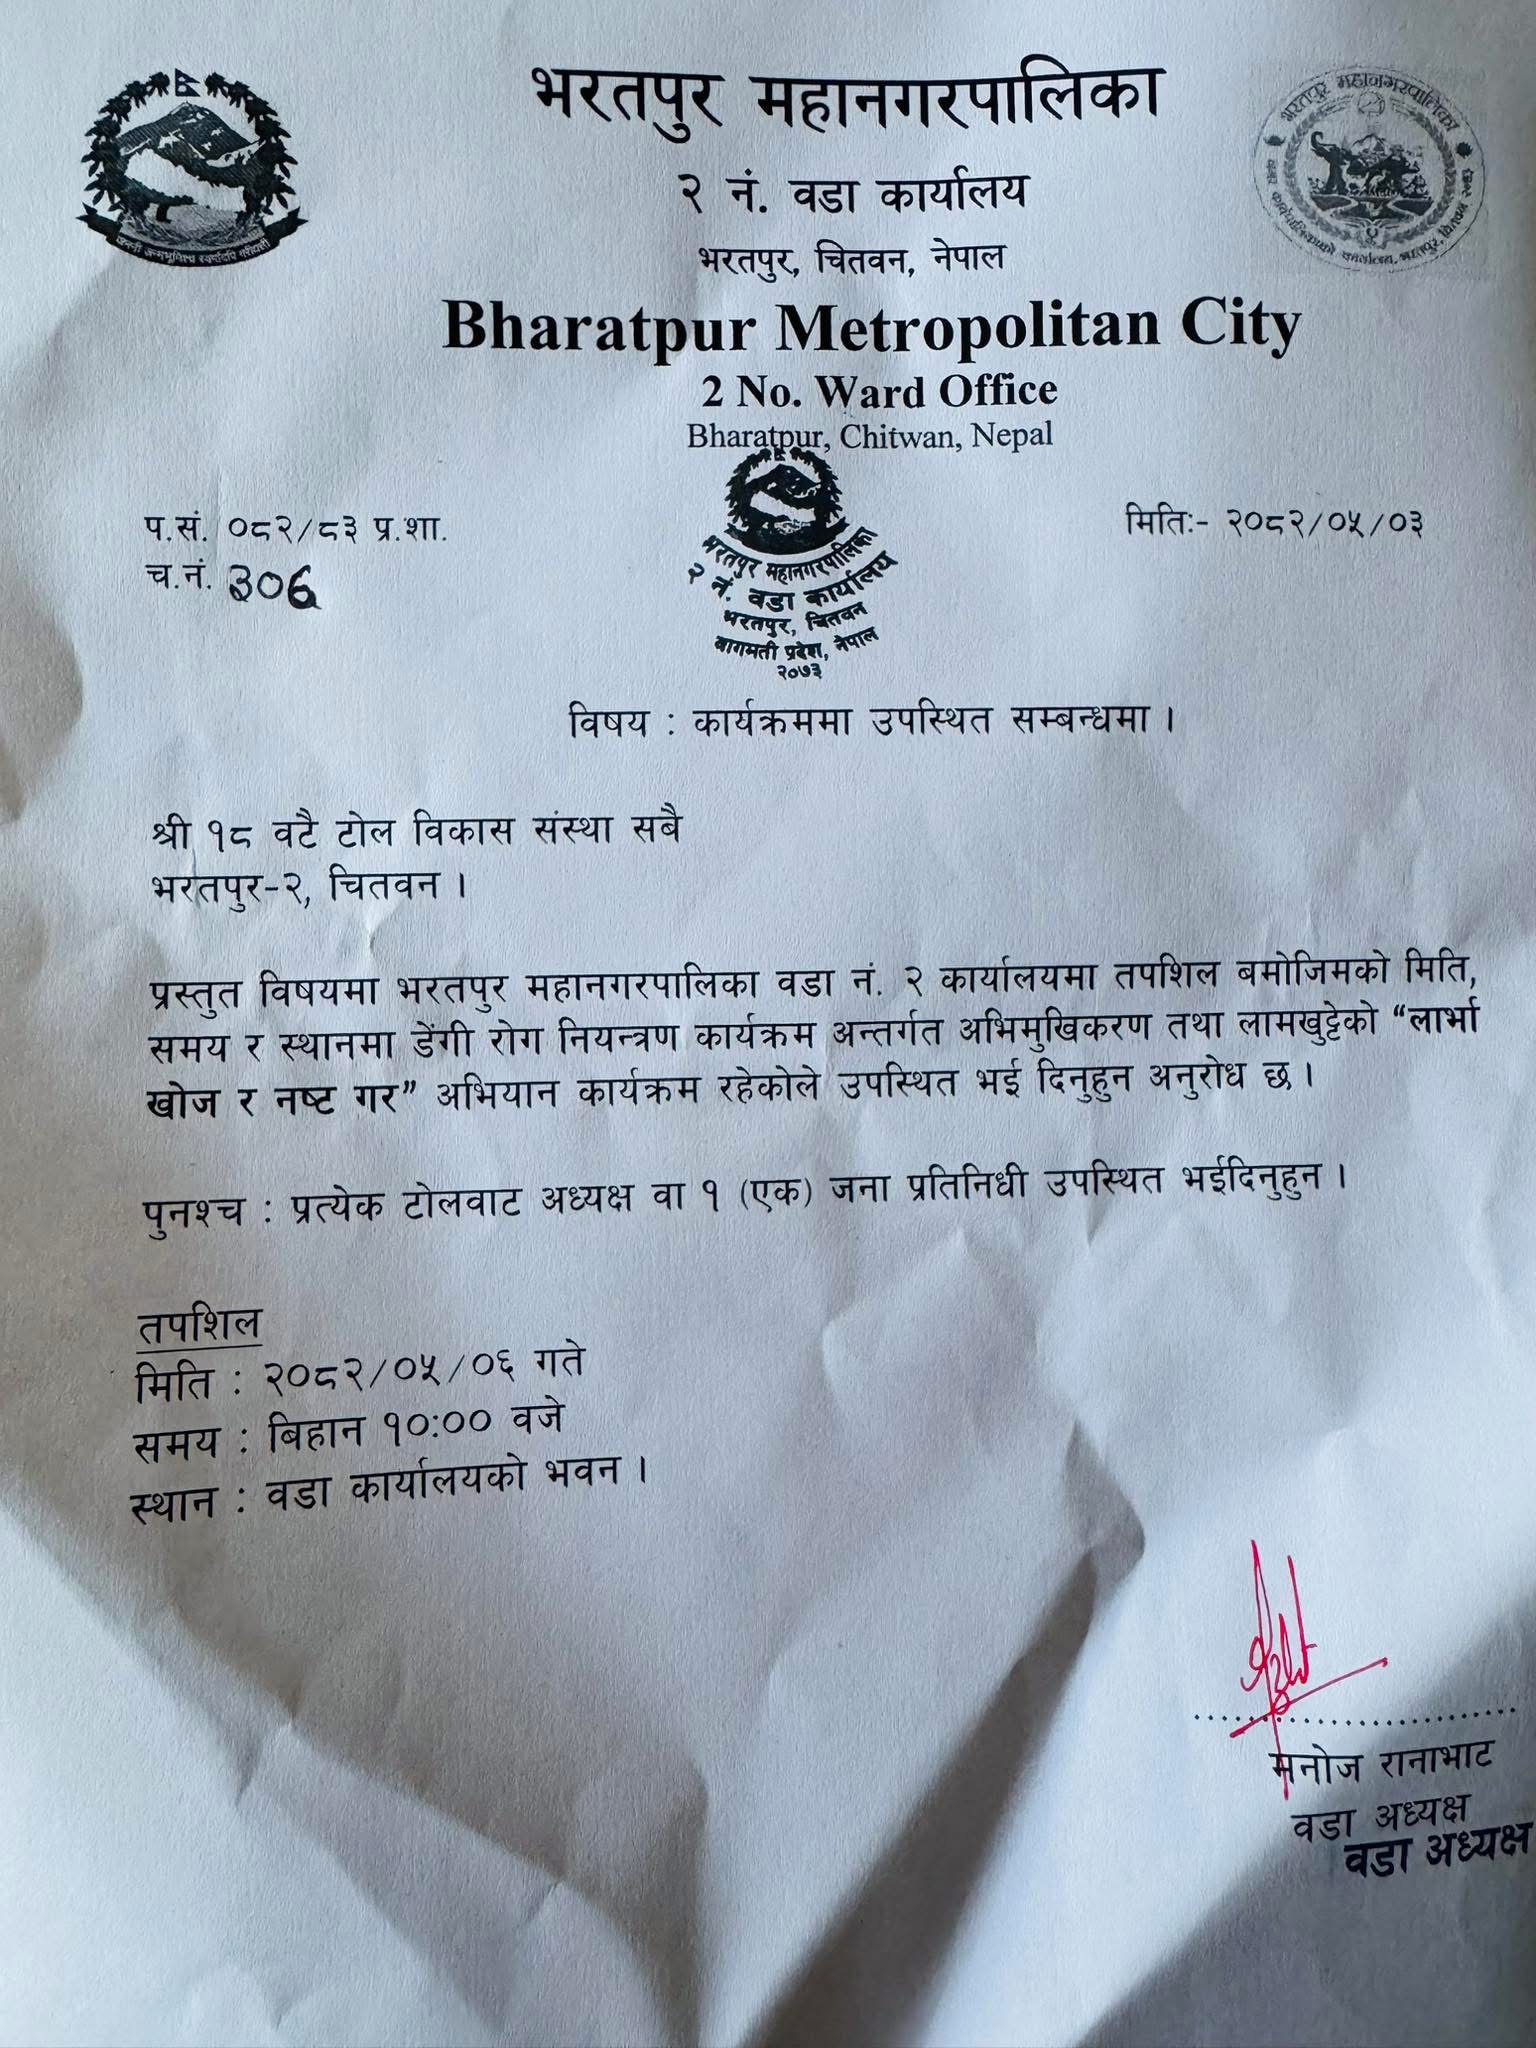 भरतपुर महानगरपालिका
२ नं. वडा कार्यालय
भरतपुर, चितवन, नेपाल
Bharatpur Metropolitan City
2 No. Ward Office
Bharatpur, Chitwan, Nepal
भरतपुर महानगरपालिका
प.सं. ०८२/८३ प्र.शा.
च.नं. ३०६
भरतपुर महानगरपालिका
२ नं. वडा कार्यालय
भरतपुर, चितवन
बागमती प्रदेश, नेपाल
२०७३
मितिः- २०८२/०५/०३
विषय : कार्यक्रममा उपस्थित सम्बन्धमा ।
श्री १८ वटै टोल विकास संस्था सबै
भरतपुर-२, चितवन ।
प्रस्तुत विषयमा भरतपुर महानगरपालिका वडा नं. २ कार्यालयमा तपशिल बमोजिमको मिति,
समय र स्थानमा डेंगी रोग नियन्त्रण कार्यक्रम अन्तर्गत अभिमुखिकरण तथा लामखुट्टेको “लार्भा
खोज र नष्ट गर” अभियान कार्यक्रम रहेकोले उपस्थित भई दिनुहुन अनुरोध छ ।
पुनश्च : प्रत्येक टोलवाट अध्यक्ष वा १ (एक) जना प्रतिनिधी उपस्थित भईदिनुहुन ।
तपशिल
मिति : २०८२/०५/०६ गते
समय : बिहान १०:०० वजे
स्थान : वडा कार्यालयको भवन ।
मनोज रानाभाट
वडा अध्यक्ष
वडा अध्यक्ष